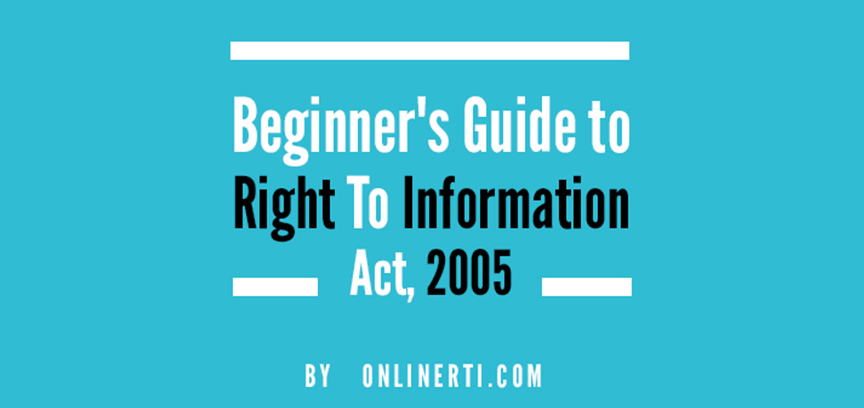 Beginner's Guide to
Right To Information
Act, 2005
BY ONLINERTI.COM